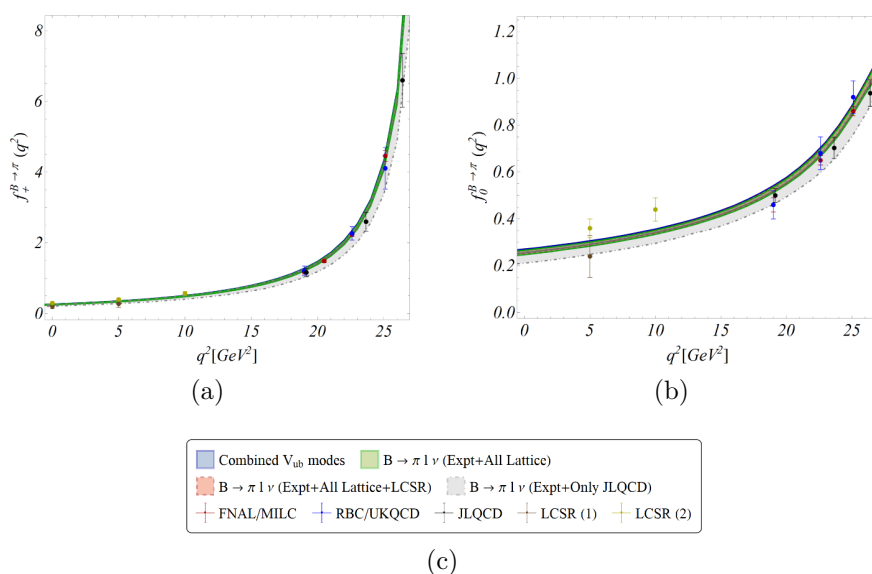 8
6
4
2
0
f₊^{B→π} (q²)
0 5 10 15 20 25
q²[GeV²]
(a)
1.2
1.0
0.8
0.6
0.4
0.2
0.0
f₀^{B→π} (q²)
0 5 10 15 20 25
q²[GeV²]
(b)
Combined V_{ub} modes B → π l ν (Expt+All Lattice)
B → π l ν (Expt+All Lattice+LCSR) B → π l ν (Expt+Only JLQCD)
FNAL/MILC RBC/UKQCD JLQCD LCSR (1) LCSR (2)
(c)